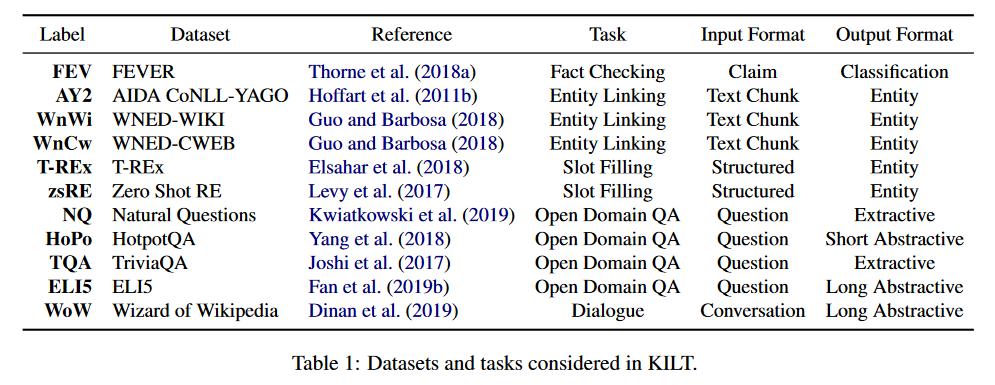 Label Dataset Reference Task Input Format Output Format
FEV FEVER Thorne et al. (2018a) Fact Checking Claim Classification
AY2 AIDA CoNLL-YAGO Hoffart et al. (2011b) Entity Linking Text Chunk Entity
WnWi WNED-WIKI Guo and Barbosa (2018) Entity Linking Text Chunk Entity
WnCw WNED-CWEB Guo and Barbosa (2018) Entity Linking Text Chunk Entity
T-REx T-REx Elsahar et al. (2018) Slot Filling Structured Entity
zsRE Zero Shot RE Levy et al. (2017) Slot Filling Structured Entity
NQ Natural Questions Kwiatkowski et al. (2019) Open Domain QA Question Extractive
HoPo HotpotQA Yang et al. (2018) Open Domain QA Question Short Abstractive
TQA TriviaQA Joshi et al. (2017) Open Domain QA Question Extractive
ELI5 ELI5 Fan et al. (2019b) Open Domain QA Question Long Abstractive
WoW Wizard of Wikipedia Dinan et al. (2019) Dialogue Conversation Long Abstractive
Table 1: Datasets and tasks considered in KILT.